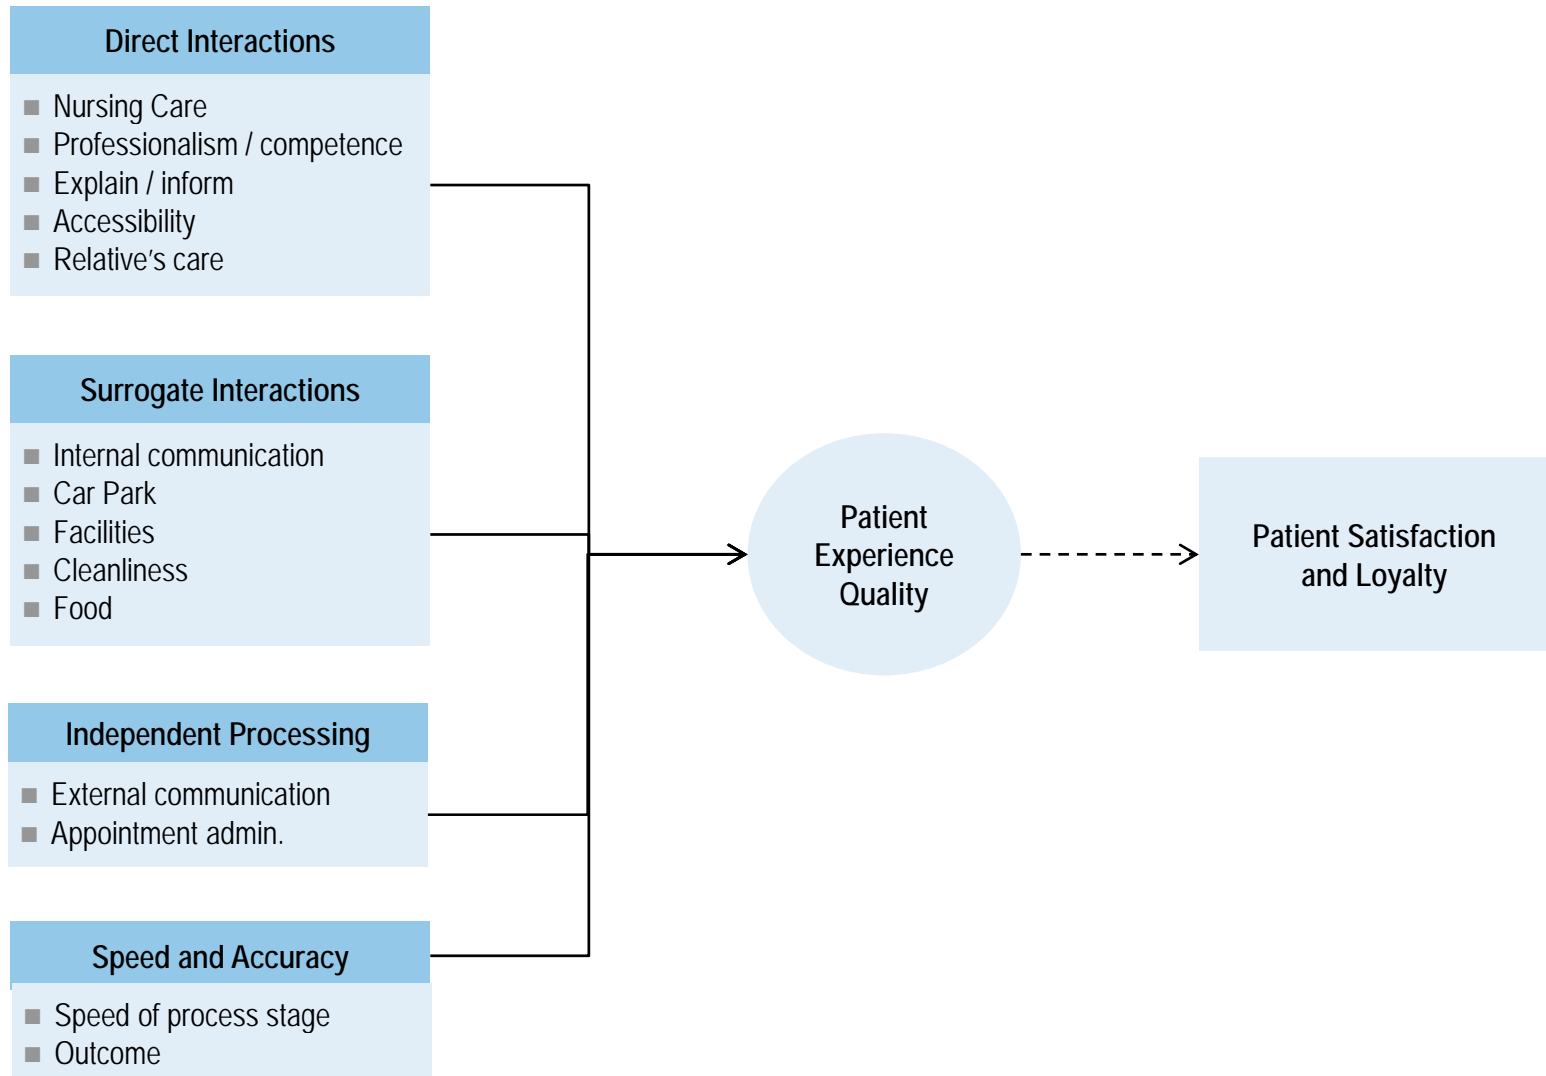 Direct Interactions
Nursing Care
Professionalism / competence
Explain / inform
Accessibility
Relative's care
Surrogate Interactions
Internal communication
Car Park
Facilities
Cleanliness
Food
Independent Processing
External communication
Appointment admin.
Speed and Accuracy
Speed of process stage
Outcome
Patient
Experience
Quality
Patient Satisfaction
and Loyalty